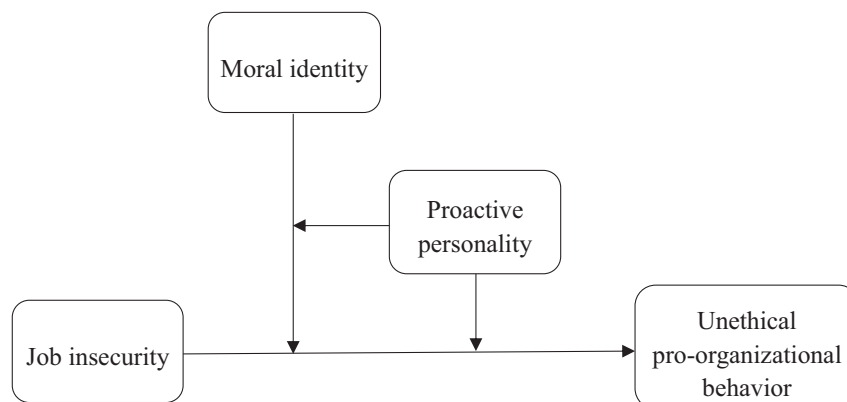 Moral identity
Proactive
personality
Job insecurity
Unethical
pro-organizational
behavior